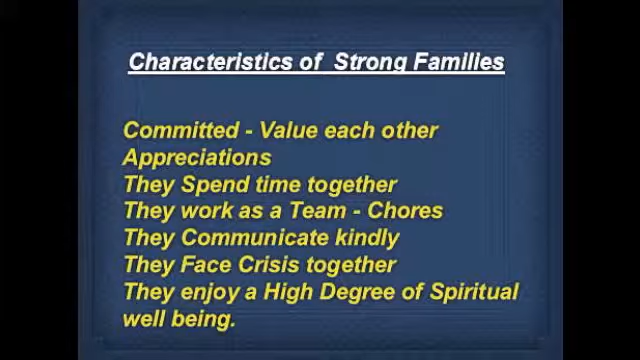 Characteristics of Strong Families
Committed - Value each other
Appreciations
They Spend time together
They work as a Team - Chores
They Communicate kindly
They Face Crisis together
They enjoy a High Degree of Spiritual
well being.